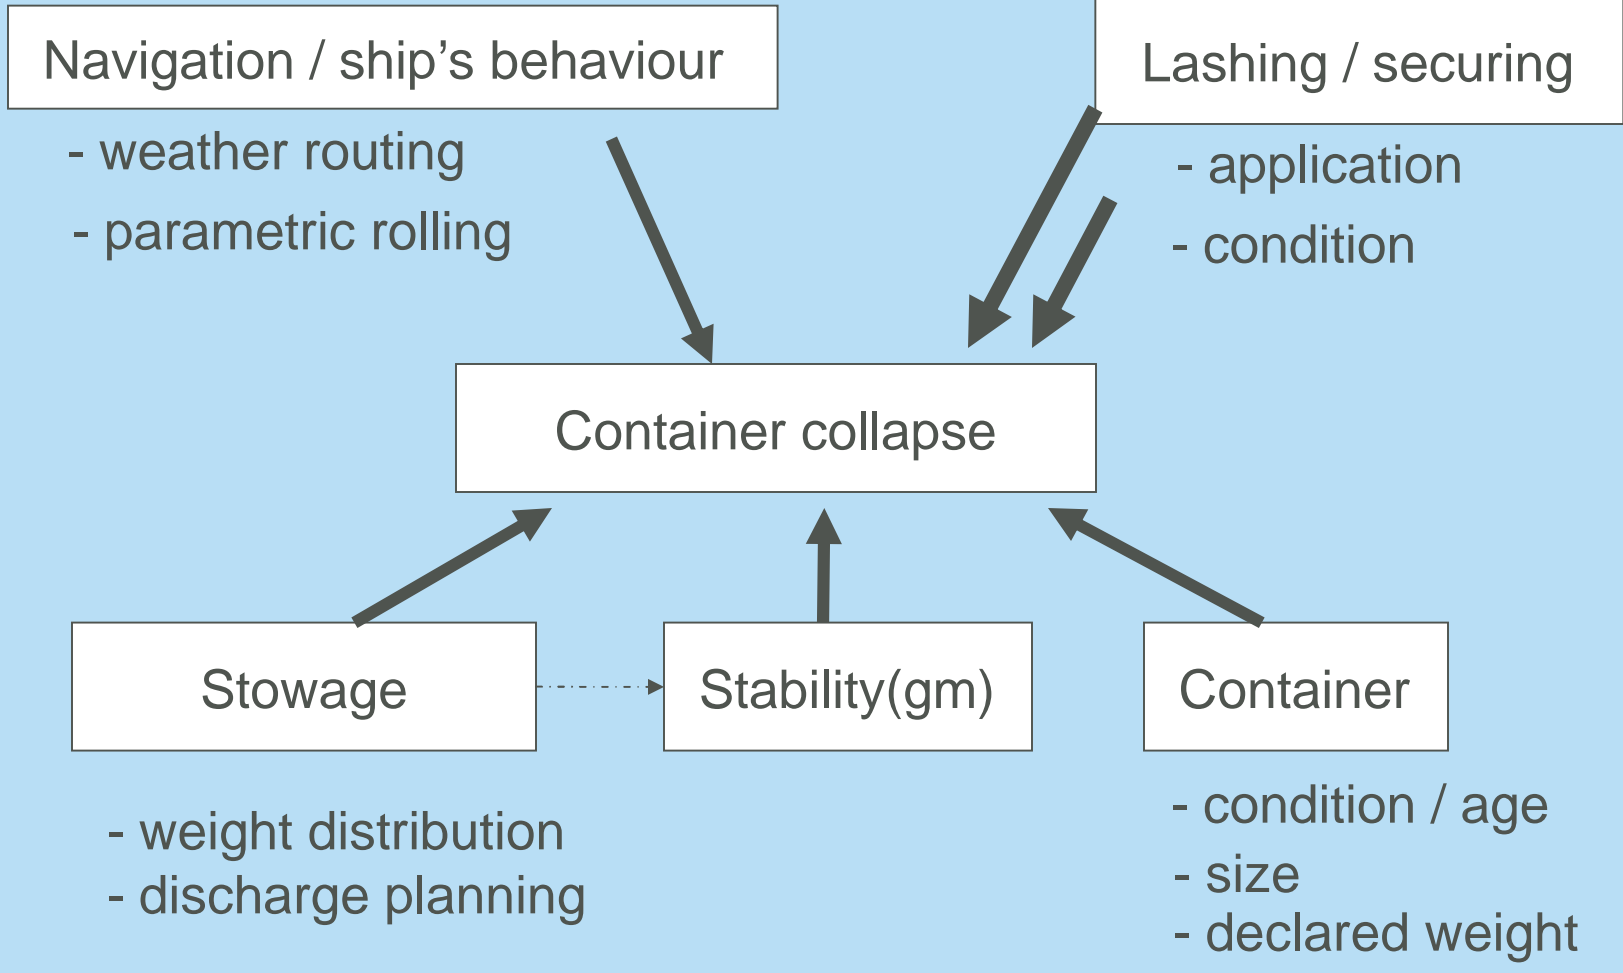 Navigation / ship’s behaviour
- weather routing
- parametric rolling
Lashing / securing
- application
- condition
Container collapse
Stowage
- weight distribution
- discharge planning
Stability(gm)
Container
- condition / age
- size
- declared weight